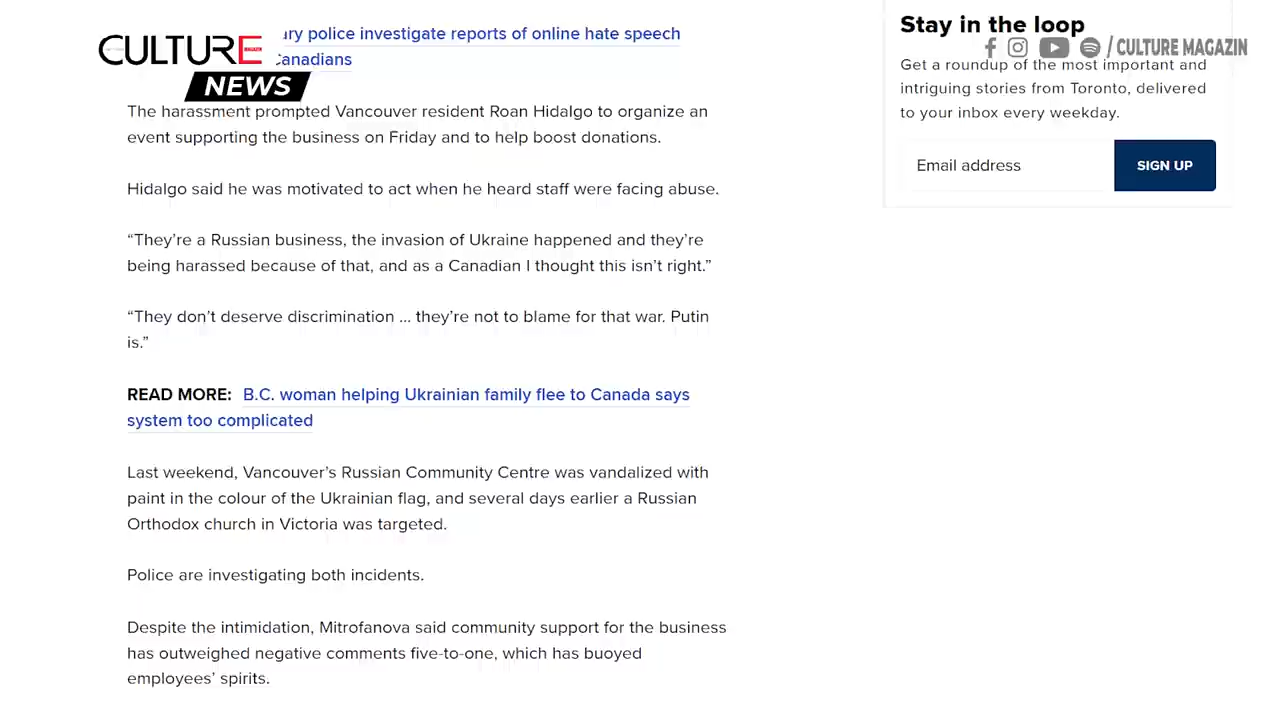 CULTURE
NEWS
ary police investigate reports of online hate speech
Canadians
The harassment prompted Vancouver resident Roan Hidalgo to organize an
event supporting the business on Friday and to help boost donations.
Hidalgo said he was motivated to act when he heard staff were facing abuse.
“They’re a Russian business, the invasion of Ukraine happened and they’re
being harassed because of that, and as a Canadian I thought this isn’t right.”
“They don’t deserve discrimination ... they’re not to blame for that war. Putin
is.”
READ MORE: B.C. woman helping Ukrainian family flee to Canada says
system too complicated
Last weekend, Vancouver’s Russian Community Centre was vandalized with
paint in the colour of the Ukrainian flag, and several days earlier a Russian
Orthodox church in Victoria was targeted.
Police are investigating both incidents.
Despite the intimidation, Mitrofanova said community support for the business
has outweighed negative comments five-to-one, which has buoyed
employees’ spirits.
Stay in the loop
/ CULTURE MAGAZIN
Get a roundup of the most important and
intriguing stories from Toronto, delivered
to your inbox every weekday.
Email address
SIGN UP